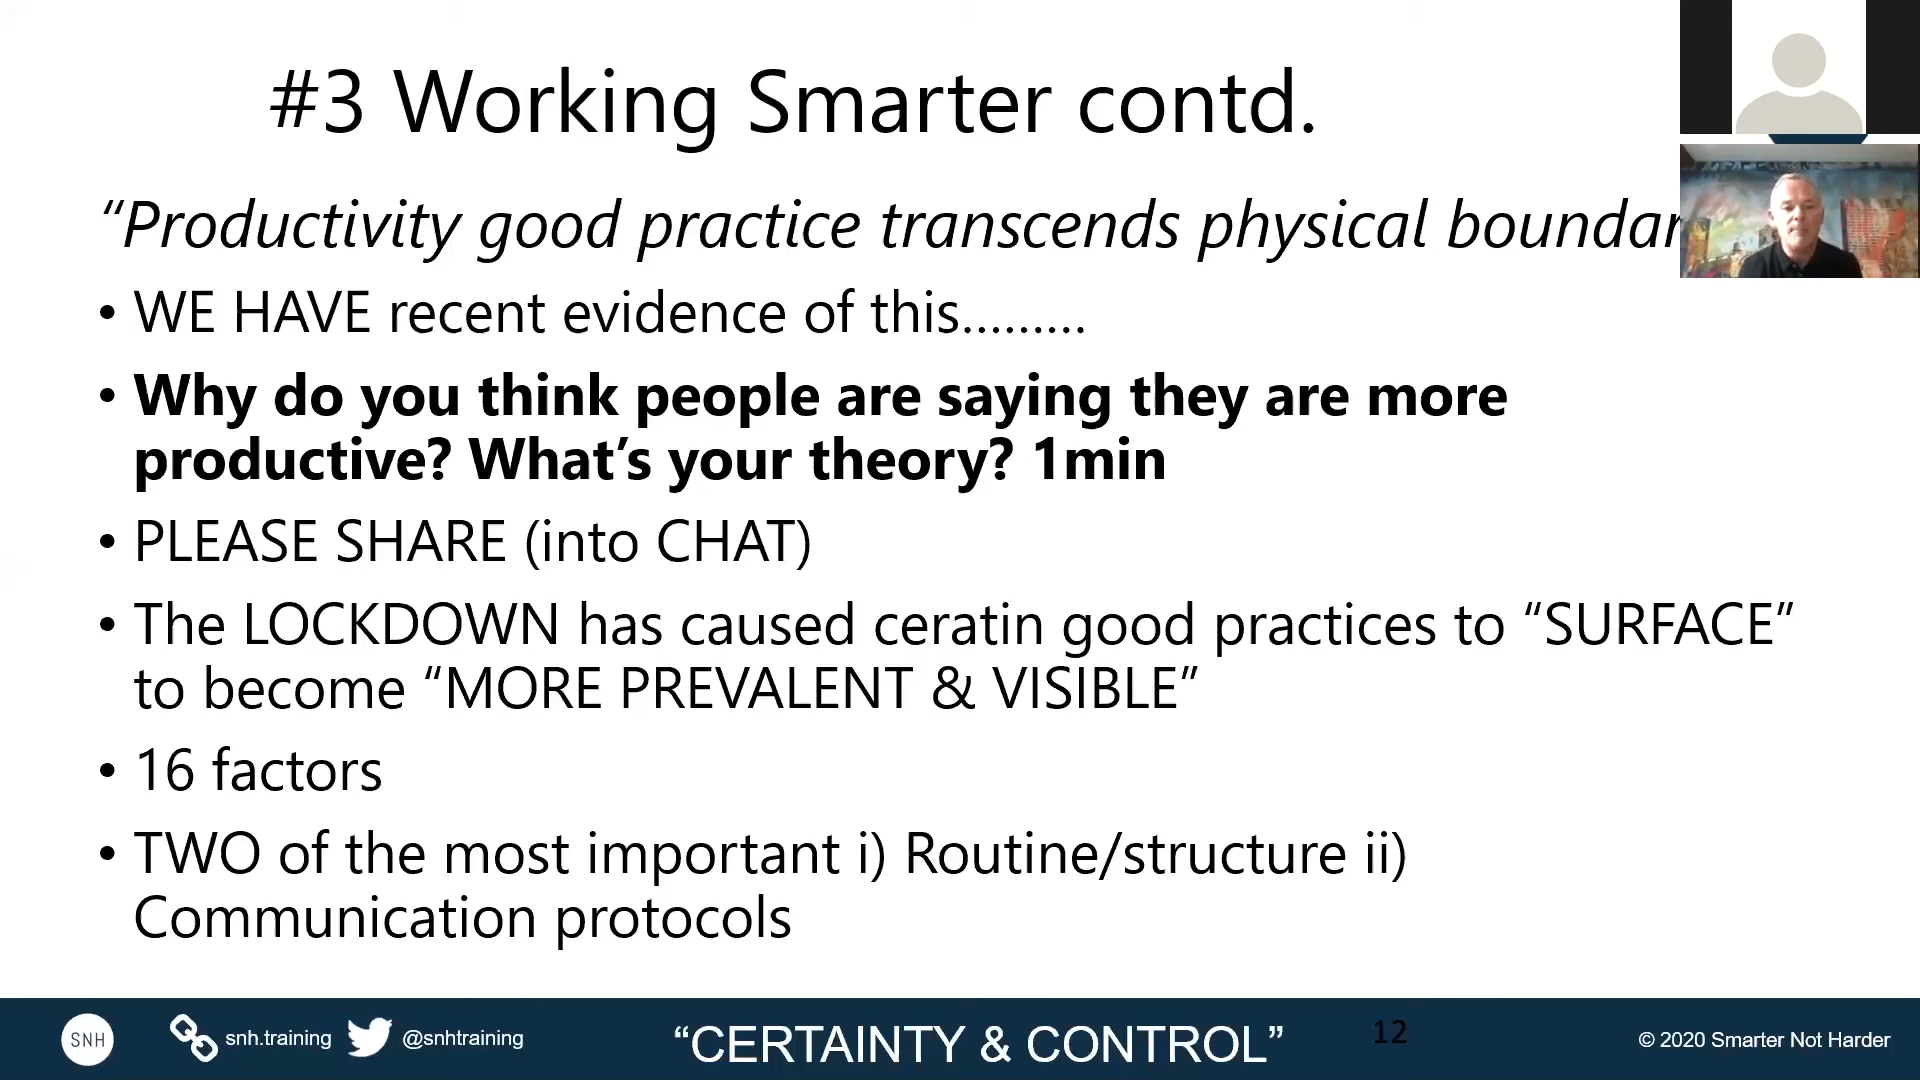 #3 Working Smarter contd.
“Productivity good practice transcends physical boundar
• WE HAVE recent evidence of this.........
• Why do you think people are saying they are more
productive? What’s your theory? 1min
• PLEASE SHARE (into CHAT)
• The LOCKDOWN has caused ceratin good practices to “SURFACE”
to become “MORE PREVALENT & VISIBLE”
• 16 factors
• TWO of the most important i) Routine/structure ii)
Communication protocols
SNH
snh.training
@snhtraining
“CERTAINTY & CONTROL”
12
© 2020 Smarter Not Harder